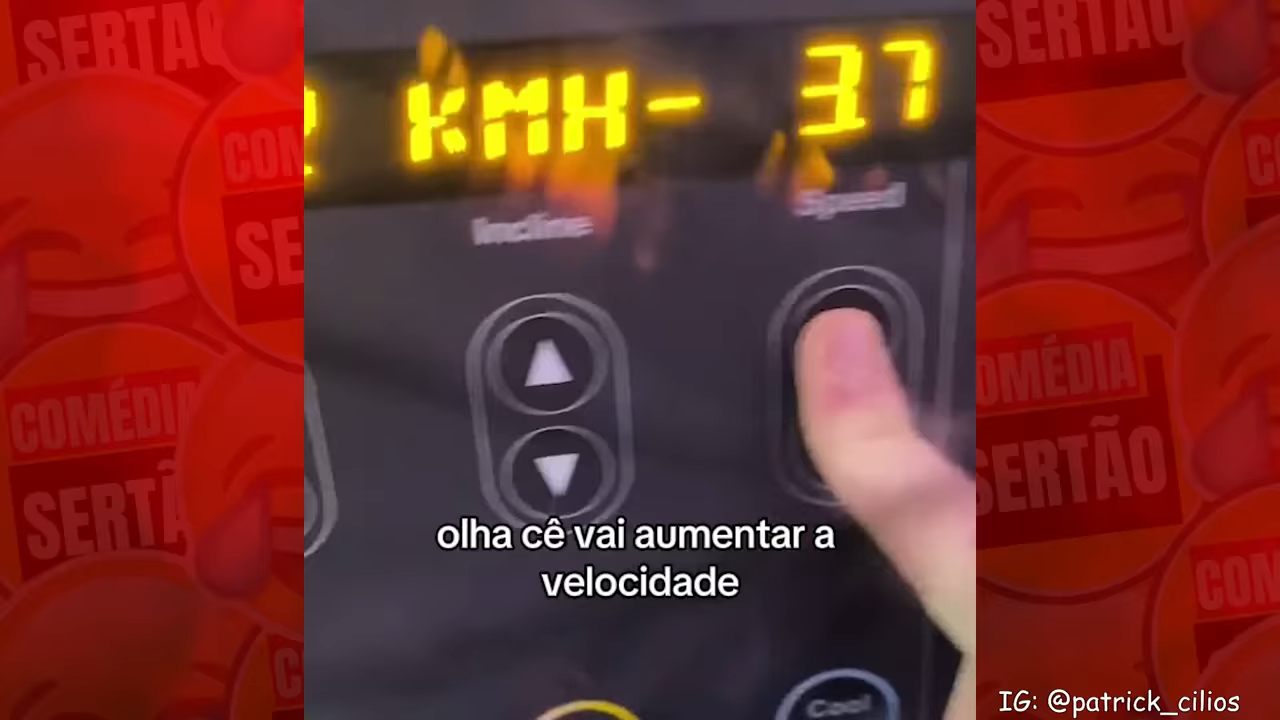 KMH- 37
Incline
Speed
olha cê vai aumentar a
velocidade
Cool
IG: @patrick_cilios
COMÉDIA
SERTÃO